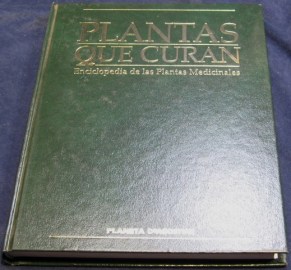 PLANTAS
QUE CURAN
Enciclopedia de las Plantas Medicinales
PLANETA DeAGOSTINI